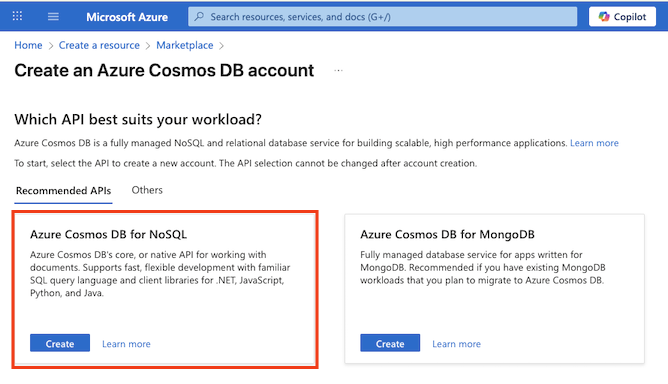 Microsoft Azure
Search resources, services, and docs (G+/)
Copilot
Home > Create a resource > Marketplace >
Create an Azure Cosmos DB account ...
Which API best suits your workload?
Azure Cosmos DB is a fully managed NoSQL and relational database service for building scalable, high performance applications. Learn more
To start, select the API to create a new account. The API selection cannot be changed after account creation.
Recommended APIs
Others
Azure Cosmos DB for NoSQL
Azure Cosmos DB's core, or native API for working with
documents. Supports fast, flexible development with familiar
SQL query language and client libraries for .NET, JavaScript,
Python, and Java.
Create
Learn more
Azure Cosmos DB for MongoDB
Fully managed database service for apps written for
MongoDB. Recommended if you have existing MongoDB
workloads that you plan to migrate to Azure Cosmos DB.
Create
Learn more